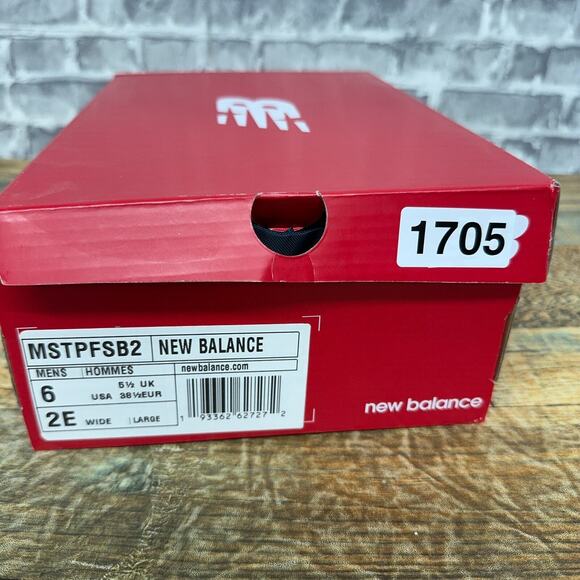 1705
MSTPFSB2 NEW BALANCE
MENS HOMMES newbalance.com
6 5½ UK
USA 38½EUR
2E WIDE LARGE
1 93362 62727 2
new balance